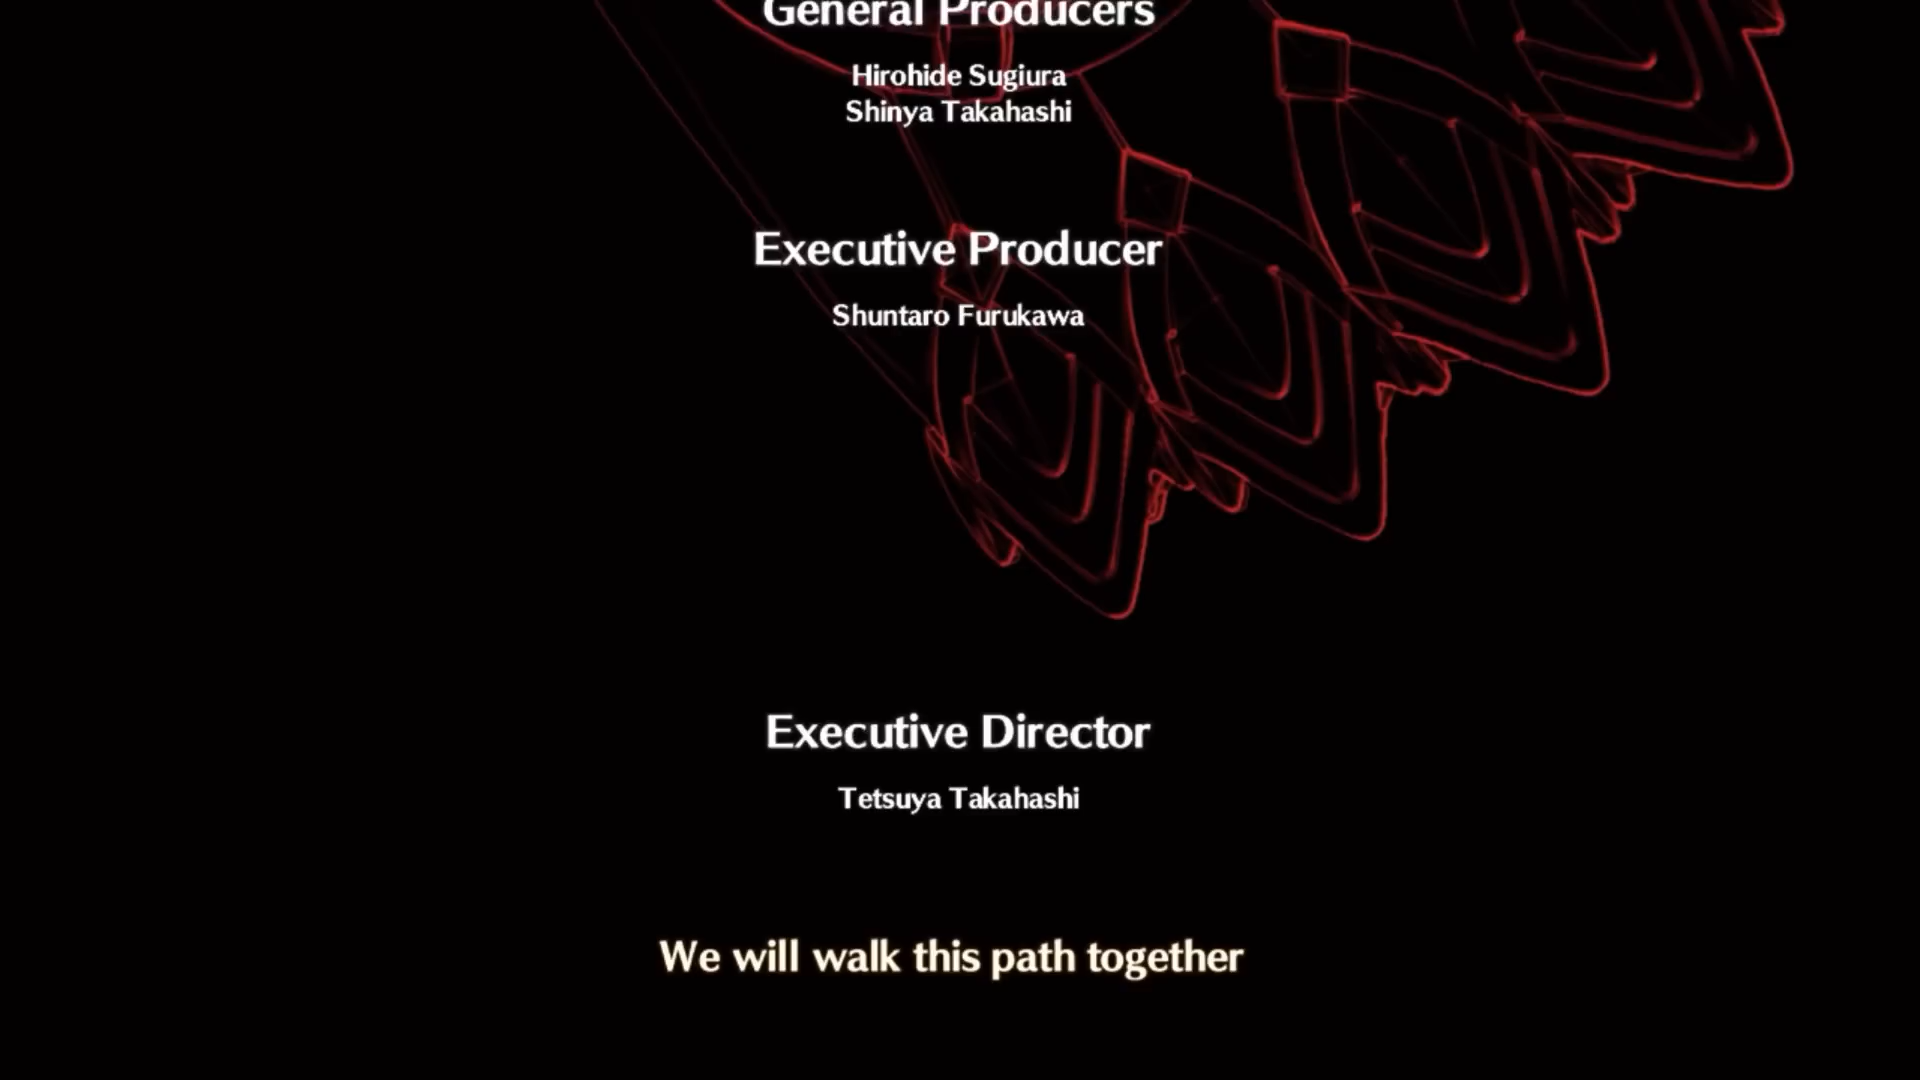 General Producers
Hirohide Sugiura
Shinya Takahashi
Executive Producer
Shuntaro Furukawa
Executive Director
Tetsuya Takahashi
We will walk this path together